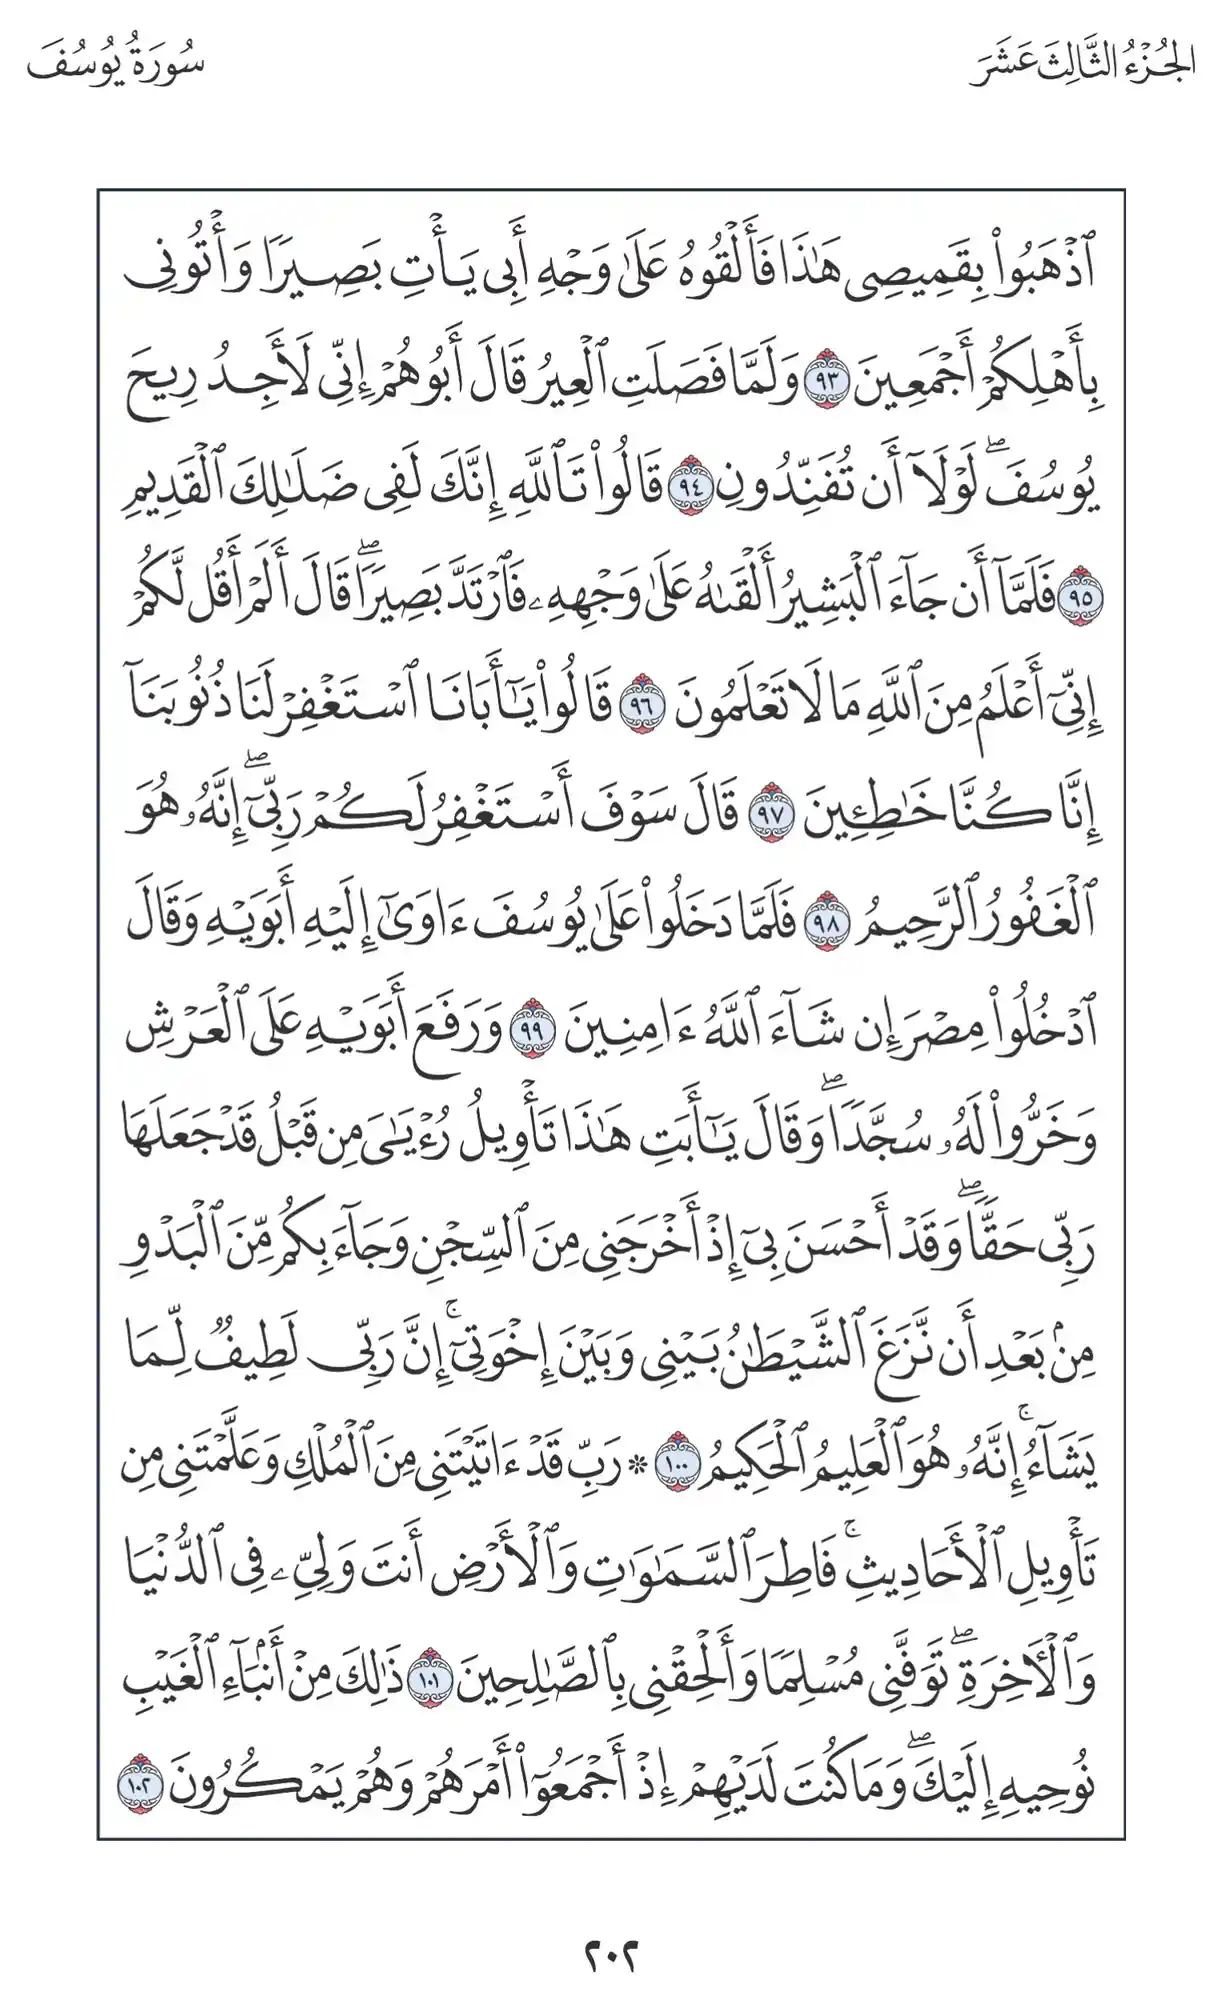 الجُزْءُ الثَّالِثَ عَشَرَ
سُورَةُ يُوسُفَ
ٱذۡهَبُواْ بِقَمِيصِي هَٰذَا فَأَلۡقُوهُ عَلَىٰ وَجۡهِ أَبِي يَأۡتِ بَصِيرٗا وَأۡتُونِي
بِأَهۡلِكُمۡ أَجۡمَعِينَ ٩٣ وَلَمَّا فَصَلَتِ ٱلۡعِيرُ قَالَ أَبُوهُمۡ إِنِّي لَأَجِدُ رِيحَ
يُوسُفَۖ لَوۡلَآ أَن تُفَنِّدُونِ ٩٤ قَالُواْ تَٱللَّهِ إِنَّكَ لَفِي ضَلَٰلِكَ ٱلۡقَدِيمِ
٩٥ فَلَمَّآ أَن جَآءَ ٱلۡبَشِيرُ أَلۡقَىٰهُ عَلَىٰ وَجۡهِهِۦ فَٱرۡتَدَّ بَصِيرٗاۖ قَالَ أَلَمۡ أَقُل لَّكُمۡ
إِنِّيٓ أَعۡلَمُ مِنَ ٱللَّهِ مَا لَا تَعۡلَمُونَ ٩٦ قَالُواْ يَٰٓأَبَانَا ٱسۡتَغۡفِرۡ لَنَا ذُنُوبَنَآ
إِنَّا كُنَّا خَٰطِـِٔينَ ٩٧ قَالَ سَوۡفَ أَسۡتَغۡفِرُ لَكُمۡ رَبِّيٓۖ إِنَّهُۥ هُوَ
ٱلۡغَفُورُ ٱلرَّحِيمُ ٩٨ فَلَمَّا دَخَلُواْ عَلَىٰ يُوسُفَ ءَاوَىٰٓ إِلَيۡهِ أَبَوَيۡهِ وَقَالَ
ٱدۡخُلُواْ مِصۡرَ إِن شَآءَ ٱللَّهُ ءَامِنِينَ ٩٩ وَرَفَعَ أَبَوَيۡهِ عَلَى ٱلۡعَرۡشِ
وَخَرُّواْ لَهُۥ سُجَّدٗاۖ وَقَالَ يَٰٓأَبَتِ هَٰذَا تَأۡوِيلُ رُءۡيَٰيَ مِن قَبۡلُ قَدۡ جَعَلَهَا
رَبِّي حَقّٗاۖ وَقَدۡ أَحۡسَنَ بِيٓ إِذۡ أَخۡرَجَنِي مِنَ ٱلسِّجۡنِ وَجَآءَ بِكُم مِّنَ ٱلۡبَدۡوِ
مِنۢ بَعۡدِ أَن نَّزَغَ ٱلشَّيۡطَٰنُ بَيۡنِي وَبَيۡنَ إِخۡوَتِيٓۚ إِنَّ رَبِّي لَطِيفٞ لِّمَا
يَشَآءُۚ إِنَّهُۥ هُوَ ٱلۡعَلِيمُ ٱلۡحَكِيمُ ١٠٠ * رَبِّ قَدۡ ءَاتَيۡتَنِي مِنَ ٱلۡمُلۡكِ وَعَلَّمۡتَنِي مِن
تَأۡوِيلِ ٱلۡأَحَادِيثِۚ فَاطِرَ ٱلسَّمَٰوَٰتِ وَٱلۡأَرۡضِ أَنتَ وَلِيِّۦ فِي ٱلدُّنۡيَا
وَٱلۡأٓخِرَةِۖ تَوَفَّنِي مُسۡلِمٗا وَأَلۡحِقۡنِي بِٱلصَّٰلِحِينَ ١٠١ ذَٰلِكَ مِنۡ أَنۢبَآءِ ٱلۡغَيۡبِ
نُوحِيهِ إِلَيۡكَۖ وَمَا كُنتَ لَدَيۡهِمۡ إِذۡ أَجۡمَعُوٓاْ أَمۡرَهُمۡ وَهُمۡ يَمۡكُرُونَ ١٠٢
٢٠٢